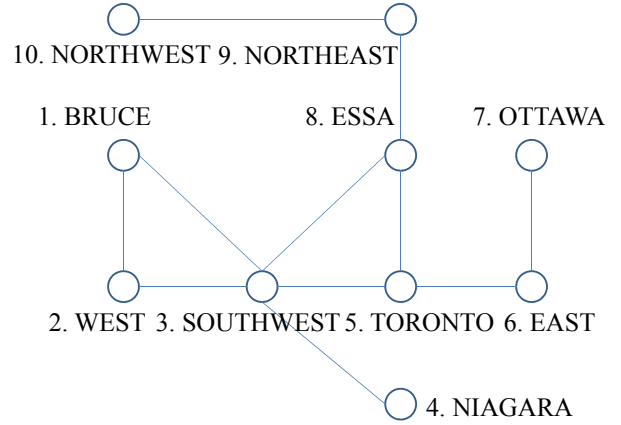 10. NORTHWEST 9. NORTHEAST
1. BRUCE 8. ESSA 7. OTTAWA
2. WEST 3. SOUTHWEST 5. TORONTO 6. EAST
4. NIAGARA